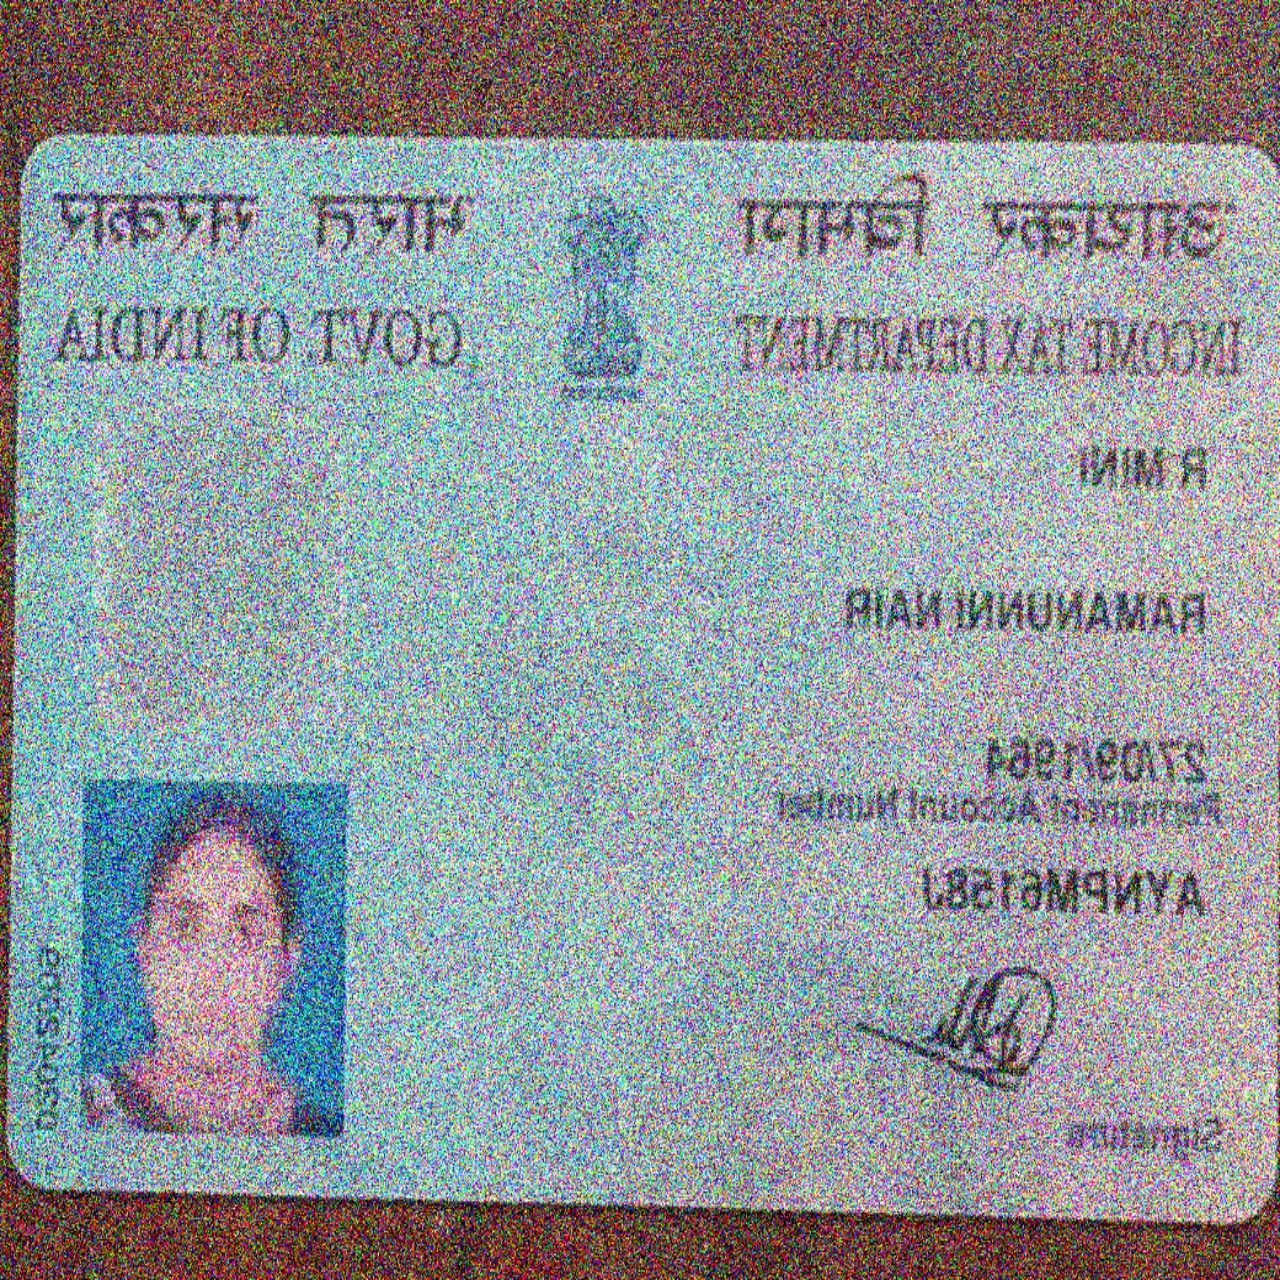 आयकर विभाग भारत सरकार
INCOME TAX DEPARTMENT GOVT OF INDIA
R MINI
RAMANUNNI NAIR
27/09/1964
Permanent Account Number
AYNPM6158J
Signature